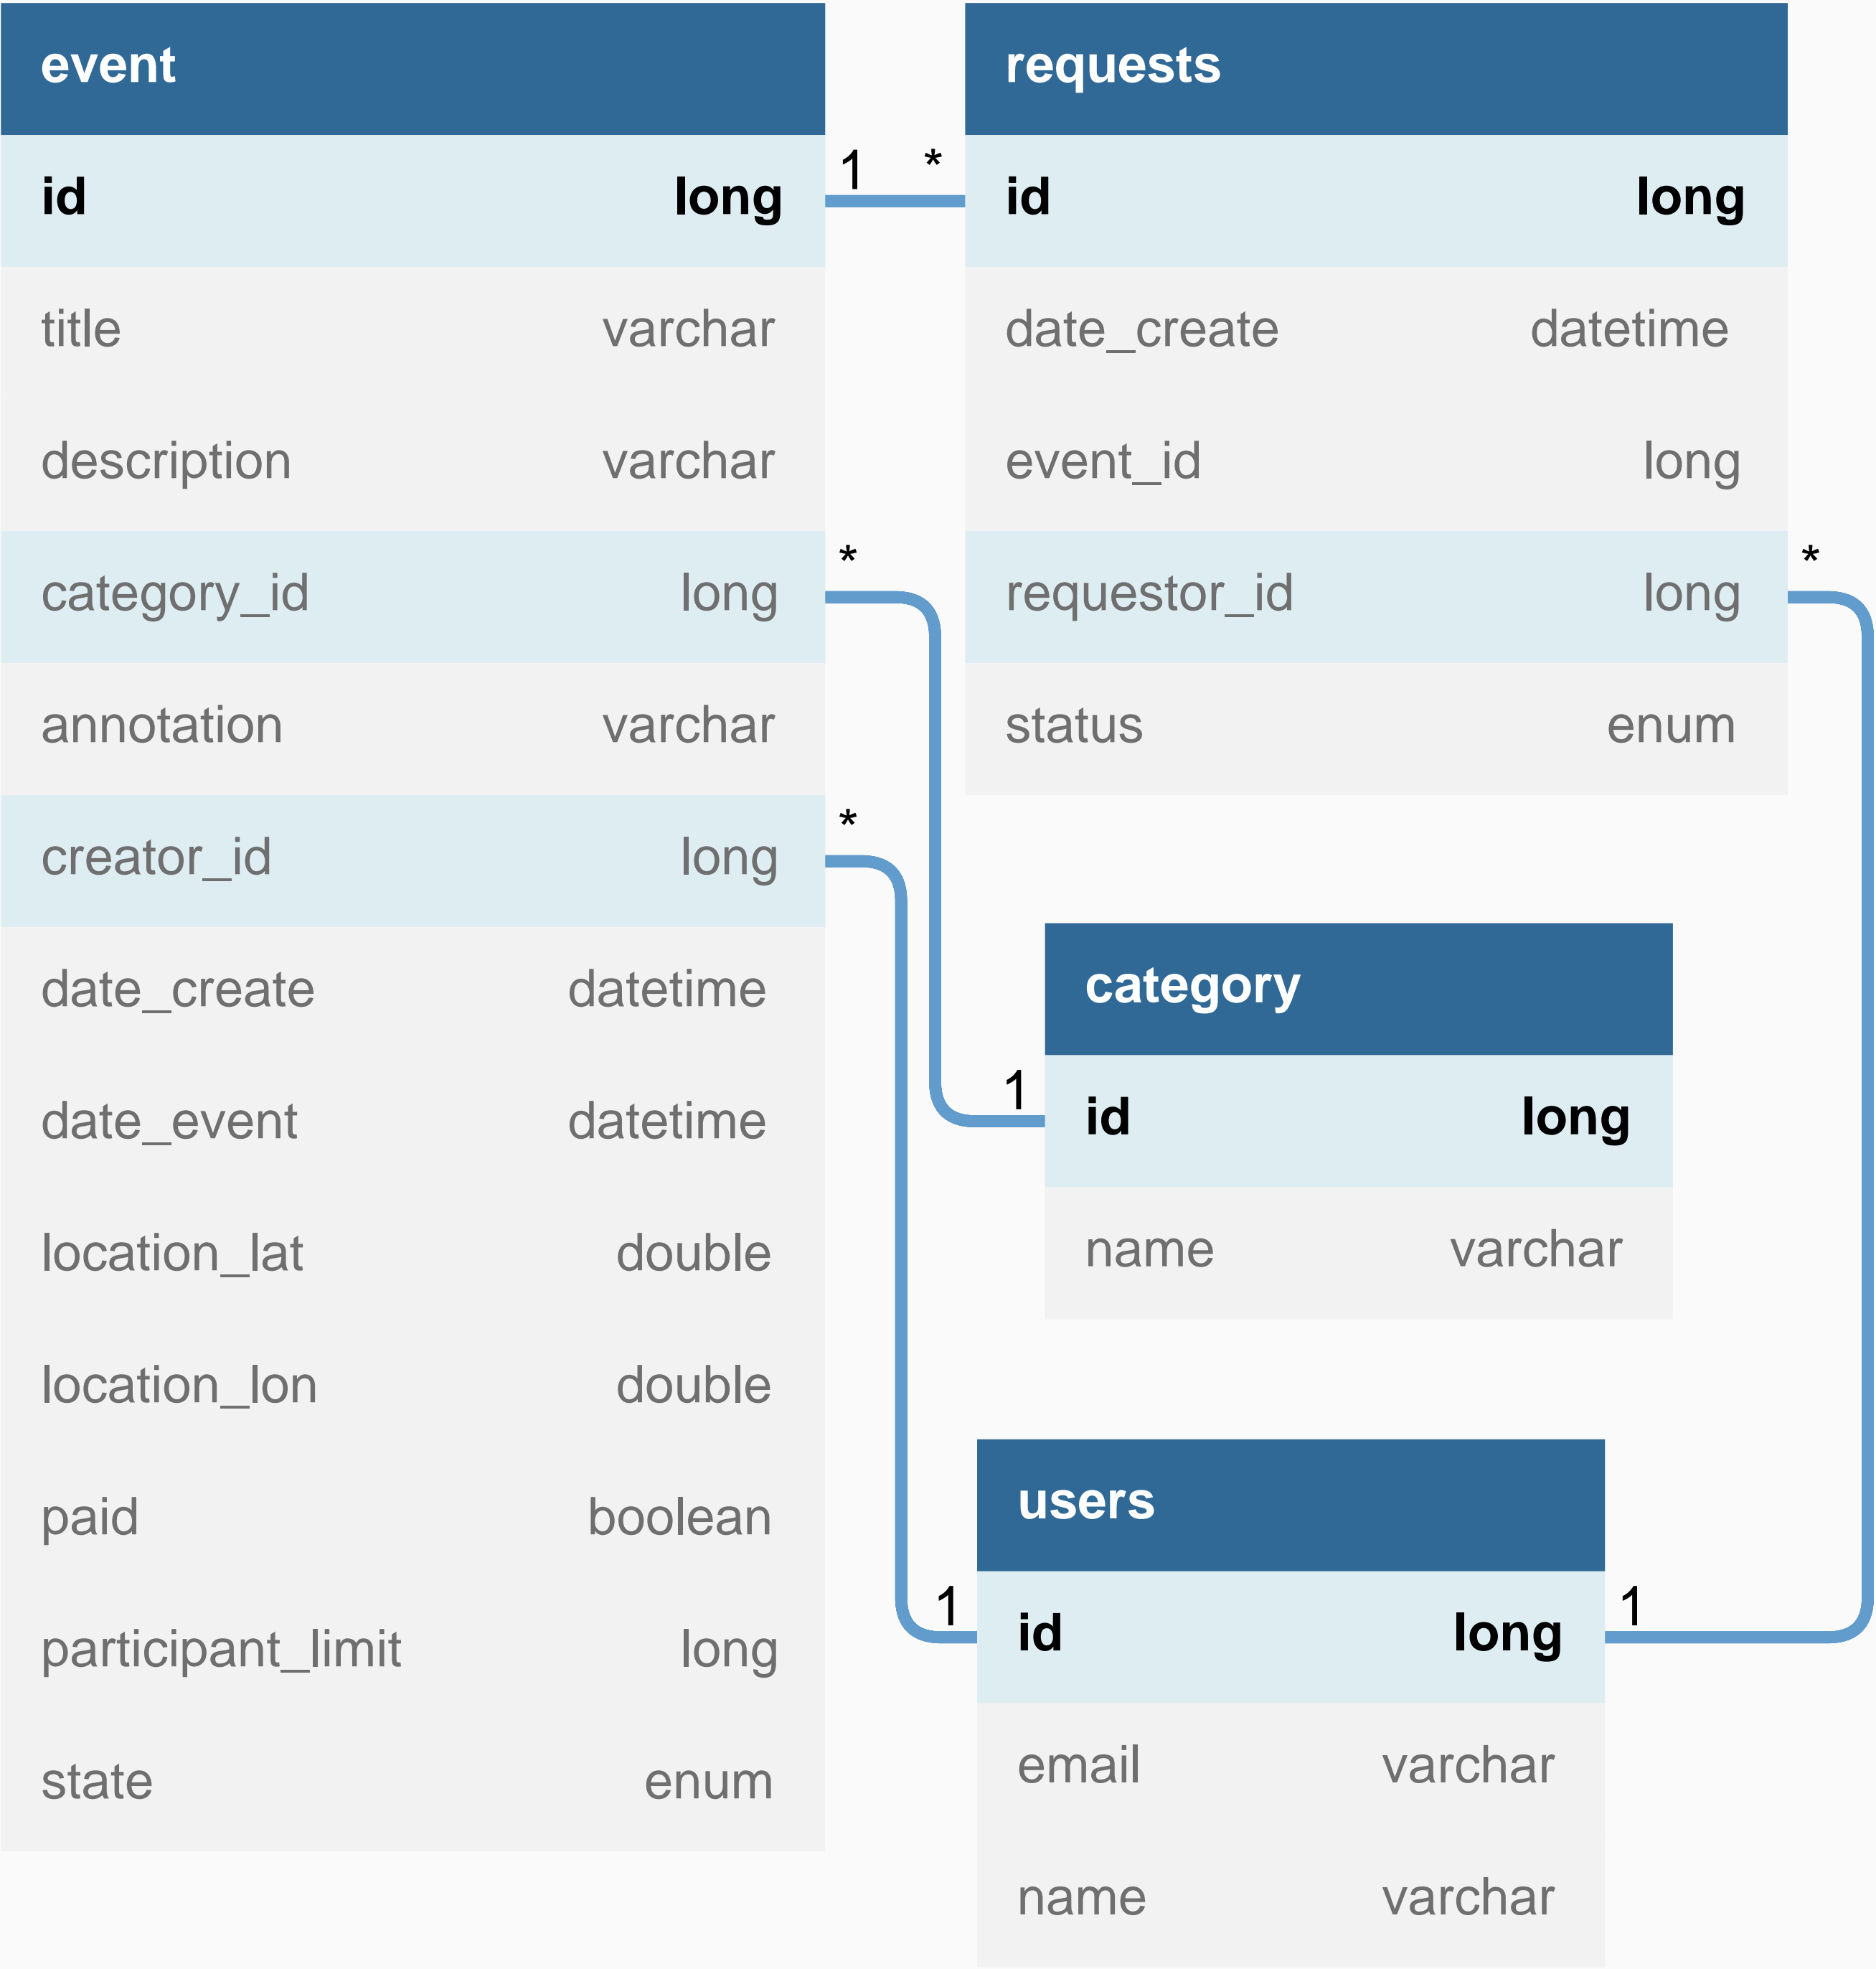 event
id long
title varchar
description varchar
category_id long
annotation varchar
creator_id long
date_create datetime
date_event datetime
location_lat double
location_lon double
paid boolean
participant_limit long
state enum
1 *
*
*
requests
id long
date_create datetime
event_id long
requestor_id long
status enum
*
category
1
id long
name varchar
users
1
id long
1
email varchar
name varchar